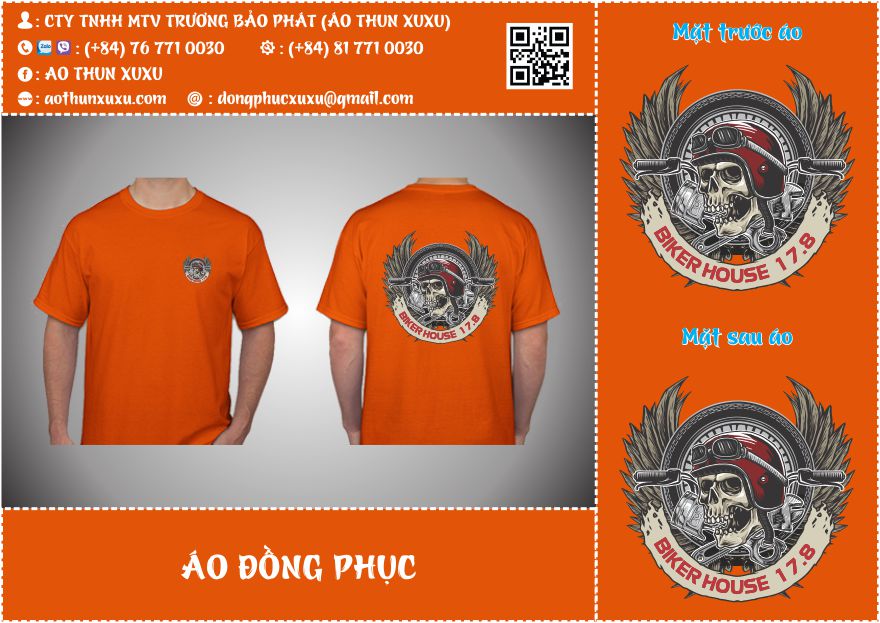 : CTY TNHH MTV TRƯƠNG BẢO PHÁT (ÁO THUN XUXU)
Zalo : (+84) 76 771 0030 : (+84) 81 771 0030
: AO THUN XUXU
www : aothunxuxu.com @ : dongphucxuxu@gmail.com
Mặt trước áo
BIKER HOUSE 17.8
BIKER HOUSE 17.8
Mặt sau áo
BIKER HOUSE 17.8
ÁO ĐỒNG PHỤC